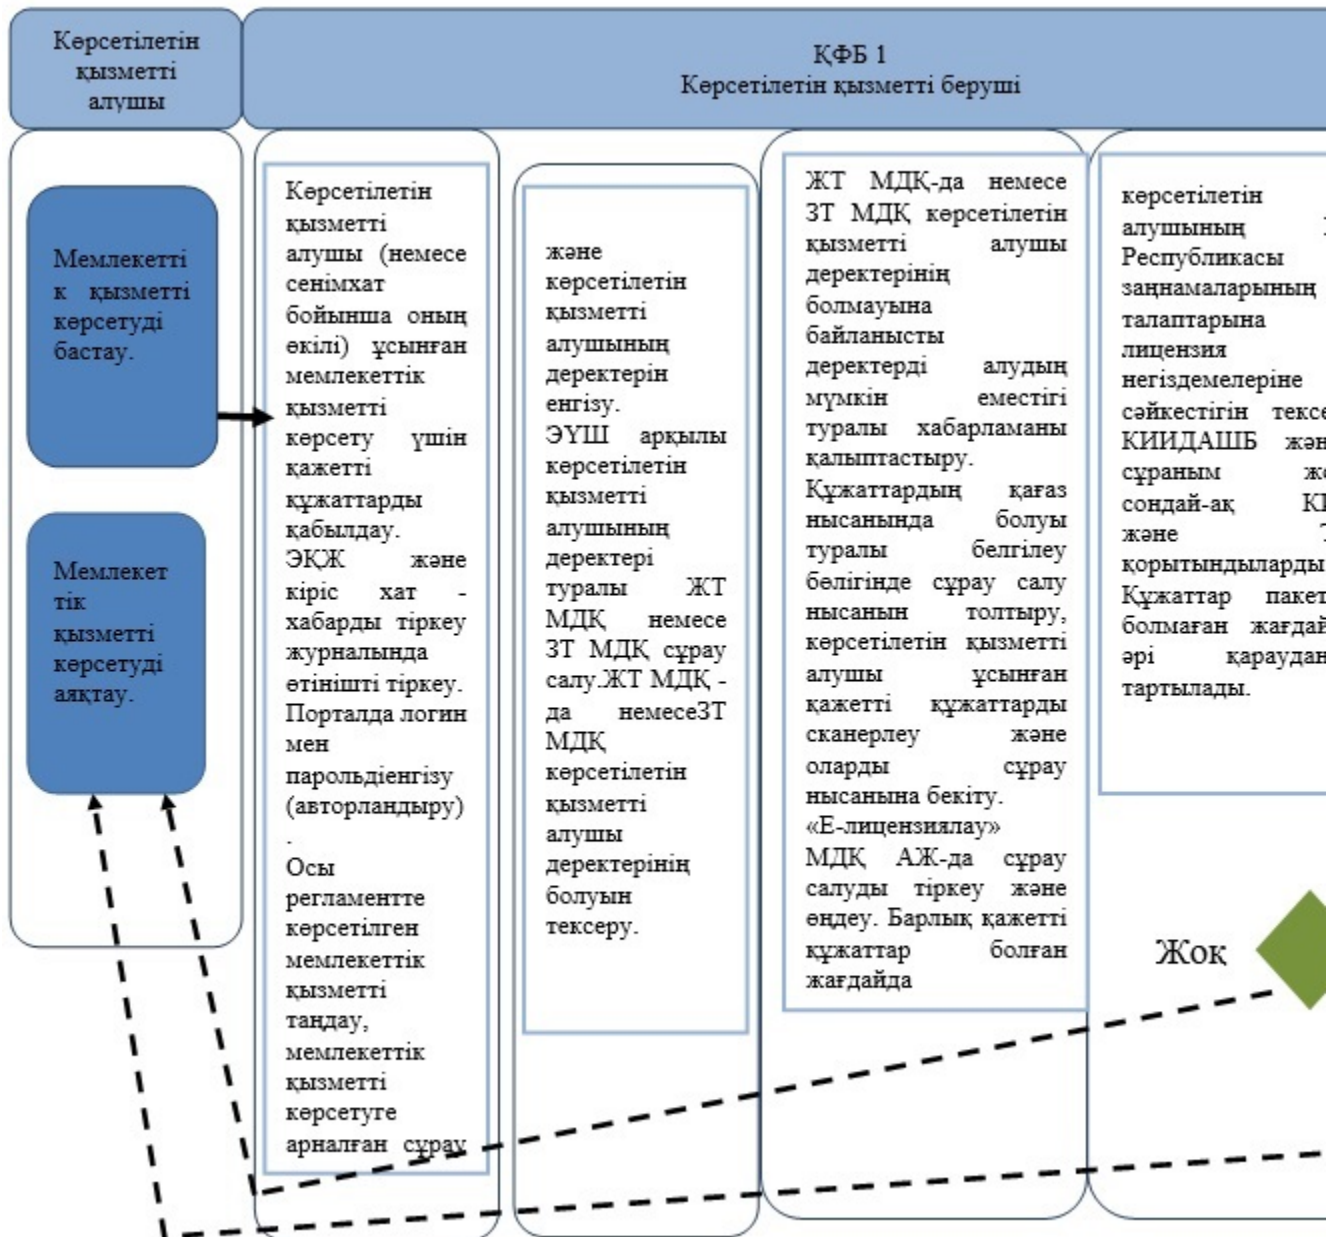 Көрсетілетін
қызметті
алушы
ҚФБ 1
Көрсетілетін қызметті беруші
Мемлекетті
к қызметті
көрсетуді
бастау.
Мемлекет
тік
қызметті
көрсетуді
аяқтау.
Көрсетілетін
қызметті
алушы (немесе
сенімхат
бойынша оның
өкілі) ұсынған
мемлекеттік
қызметті
көрсету үшін
қажетті
құжаттарды
қабылдау.
ЭҚЖ және
кіріс хат -
хабарды тіркеу
журналында
өтінішті тіркеу.
Порталда логин
мен
парольдіенгізу
(авторландыру)
.
Осы
регламентте
көрсетілген
мемлекеттік
қызметті
таңдау,
мемлекеттік
қызметті
көрсетуге
арналған сұрау
және
көрсетілетін
қызметті
алушының
деректерін
енгізу.
ЭҮШ арқылы
көрсетілетін
қызметті
алушының
деректері
туралы ЖТ
МДҚ немесе
ЗТ МДҚ сұрау
салу.ЖТ МДҚ -
да немесеЗТ
МДҚ
көрсетілетін
қызметті
алушы
деректерінің
болуын
тексеру.
ЖТ МДҚ-да немесе
ЗТ МДҚ көрсетілетін
қызметті алушы
деректерінің
болмауына
байланысты
деректерді алудың
мүмкін еместігі
туралы хабарламаны
қалыптастыру.
Құжаттардың қағаз
нысанында болуы
туралы белгілеу
бөлігінде сұрау салу
нысанын толтыру,
көрсетілетін қызметті
алушы ұсынған
қажетті құжаттарды
сканерлеу және
оларды сұрау
нысанына бекіту.
«Е-лицензиялау»
МДҚ АЖ-да сұрау
салуды тіркеу және
өңдеу. Барлық қажетті
құжаттар болған
жағдайда
көрсетілетін
алушының
Республикасы
заңнамаларының
талаптарына
лицензия
негіздемелеріне
сәйкестігін тексе
КИИДАШБ жән
сұраным жо
сондай-ақ КИ
және
қорытындыларды
Құжаттар пакет
болмаған жағдай
әрі қараудан
тартылады.
Жоқ